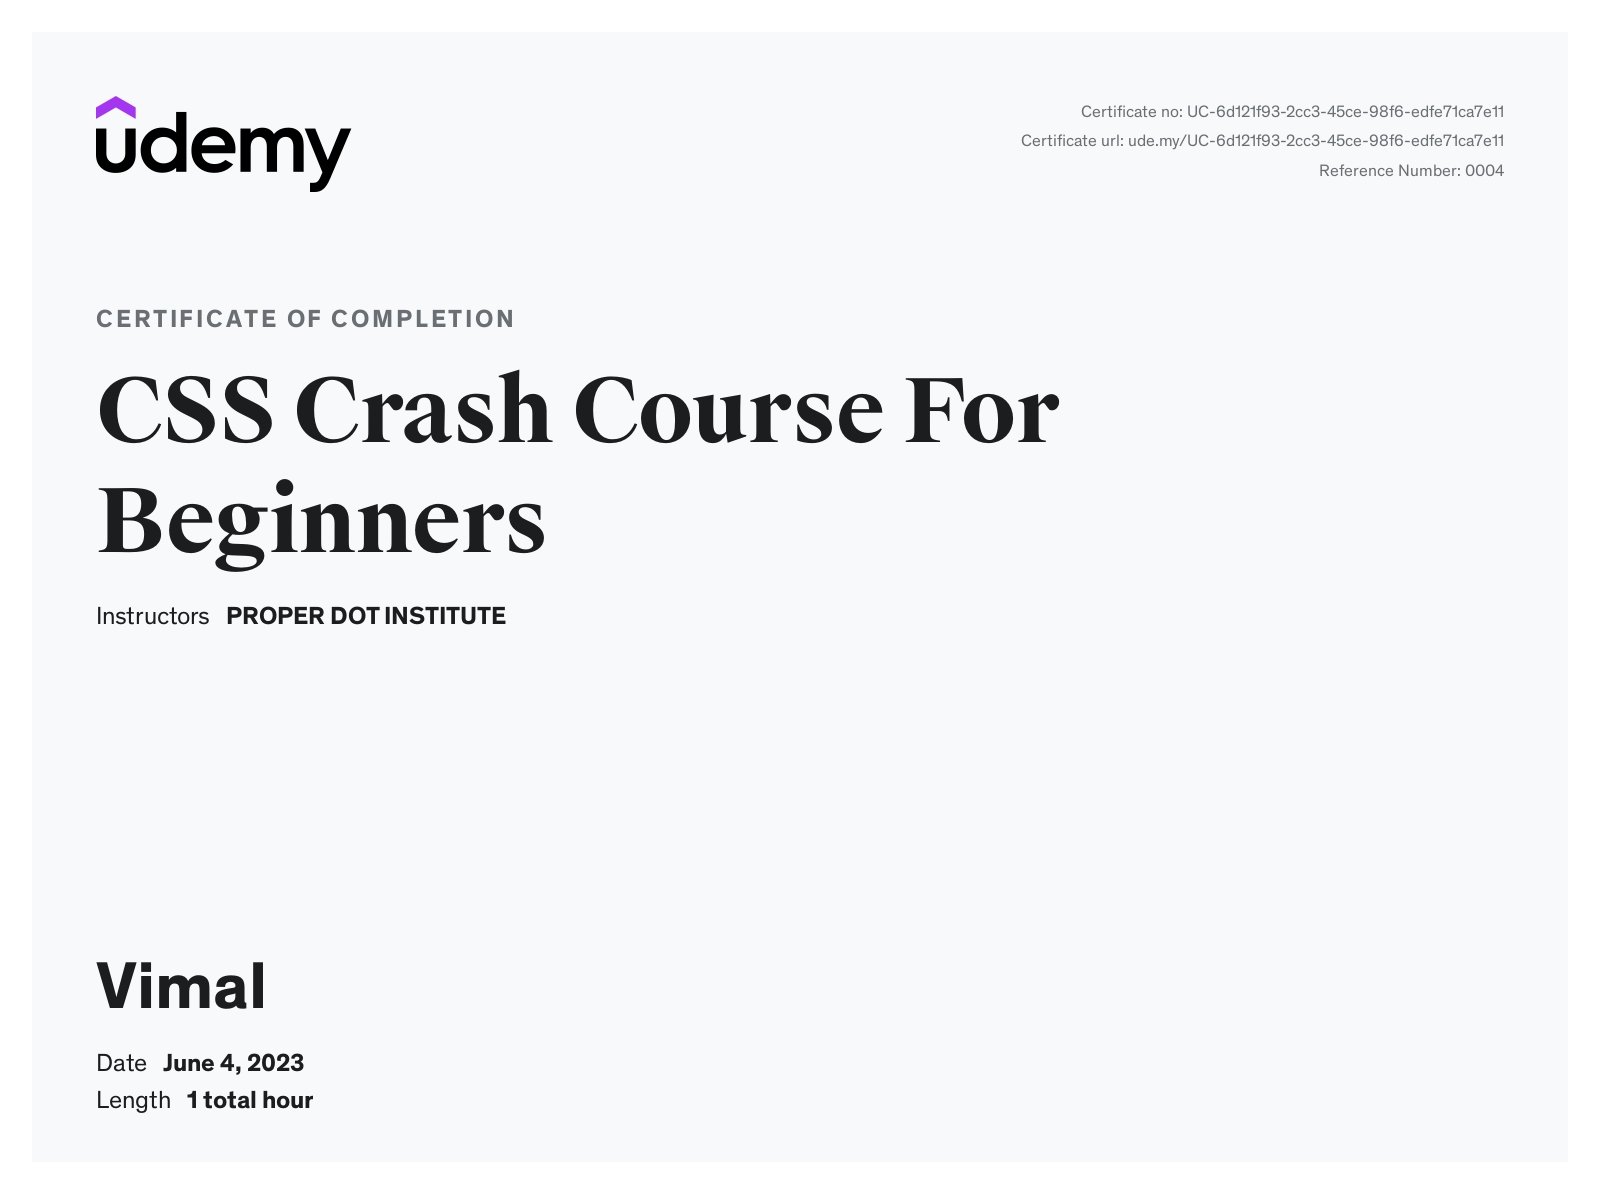 udemy
Certificate no: UC-6d121f93-2cc3-45ce-98f6-edfe71ca7e11
Certificate url: ude.my/UC-6d121f93-2cc3-45ce-98f6-edfe71ca7e11
Reference Number: 0004
CERTIFICATE OF COMPLETION
CSS Crash Course For
Beginners
Instructors PROPER DOT INSTITUTE
Vimal
Date June 4, 2023
Length 1 total hour